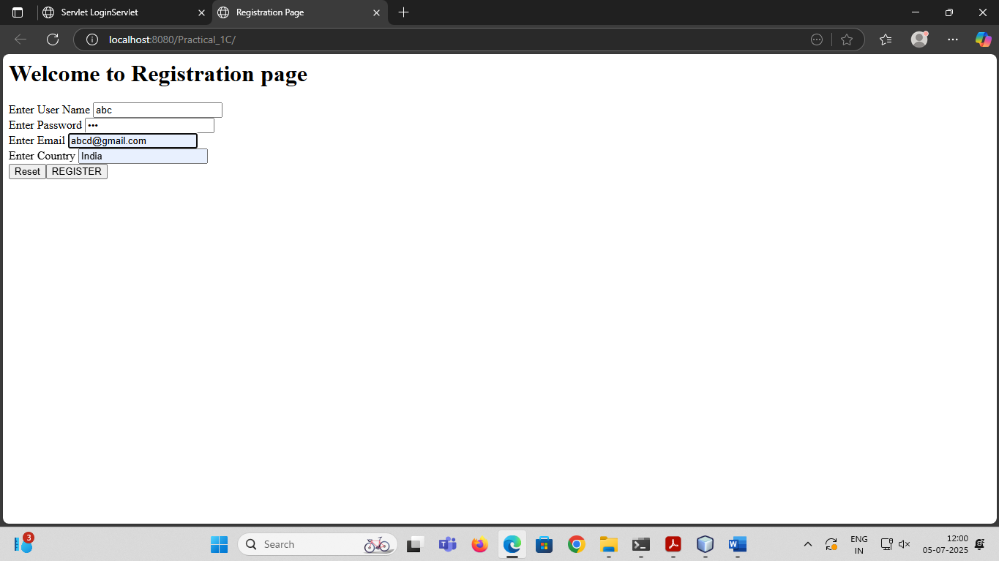 Servlet LoginServlet
Registration Page
localhost:8080/Practical_1C/
Welcome to Registration page
Enter User Name abc
Enter Password •••
Enter Email abcd@gmail.com
Enter Country India
Reset REGISTER
3
Search
ENG
IN
12:00
05-07-2025